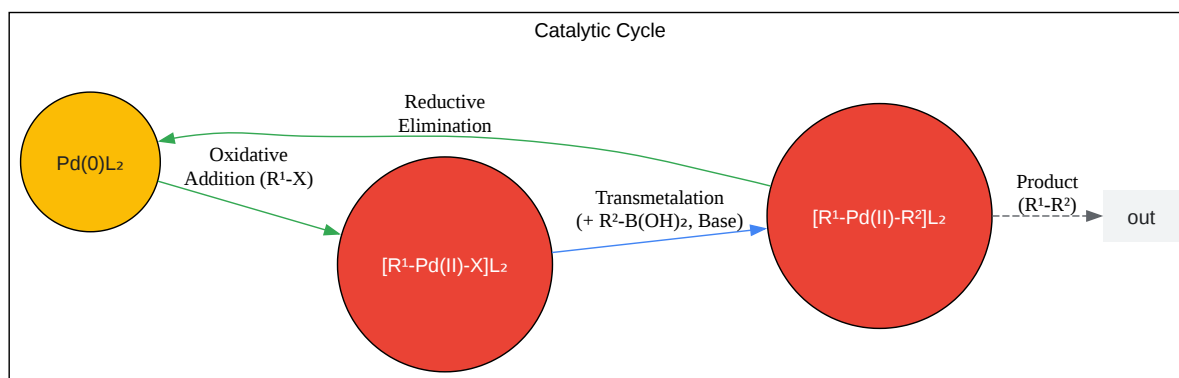 Catalytic Cycle
Reductive
Elimination
Pd(0)L₂
Oxidative
Addition (R¹-X)
[R¹-Pd(II)-X]L₂
Transmetalation
(+ R²-B(OH)₂, Base)
[R¹-Pd(II)-R²]L₂
Product
(R¹-R²)
out